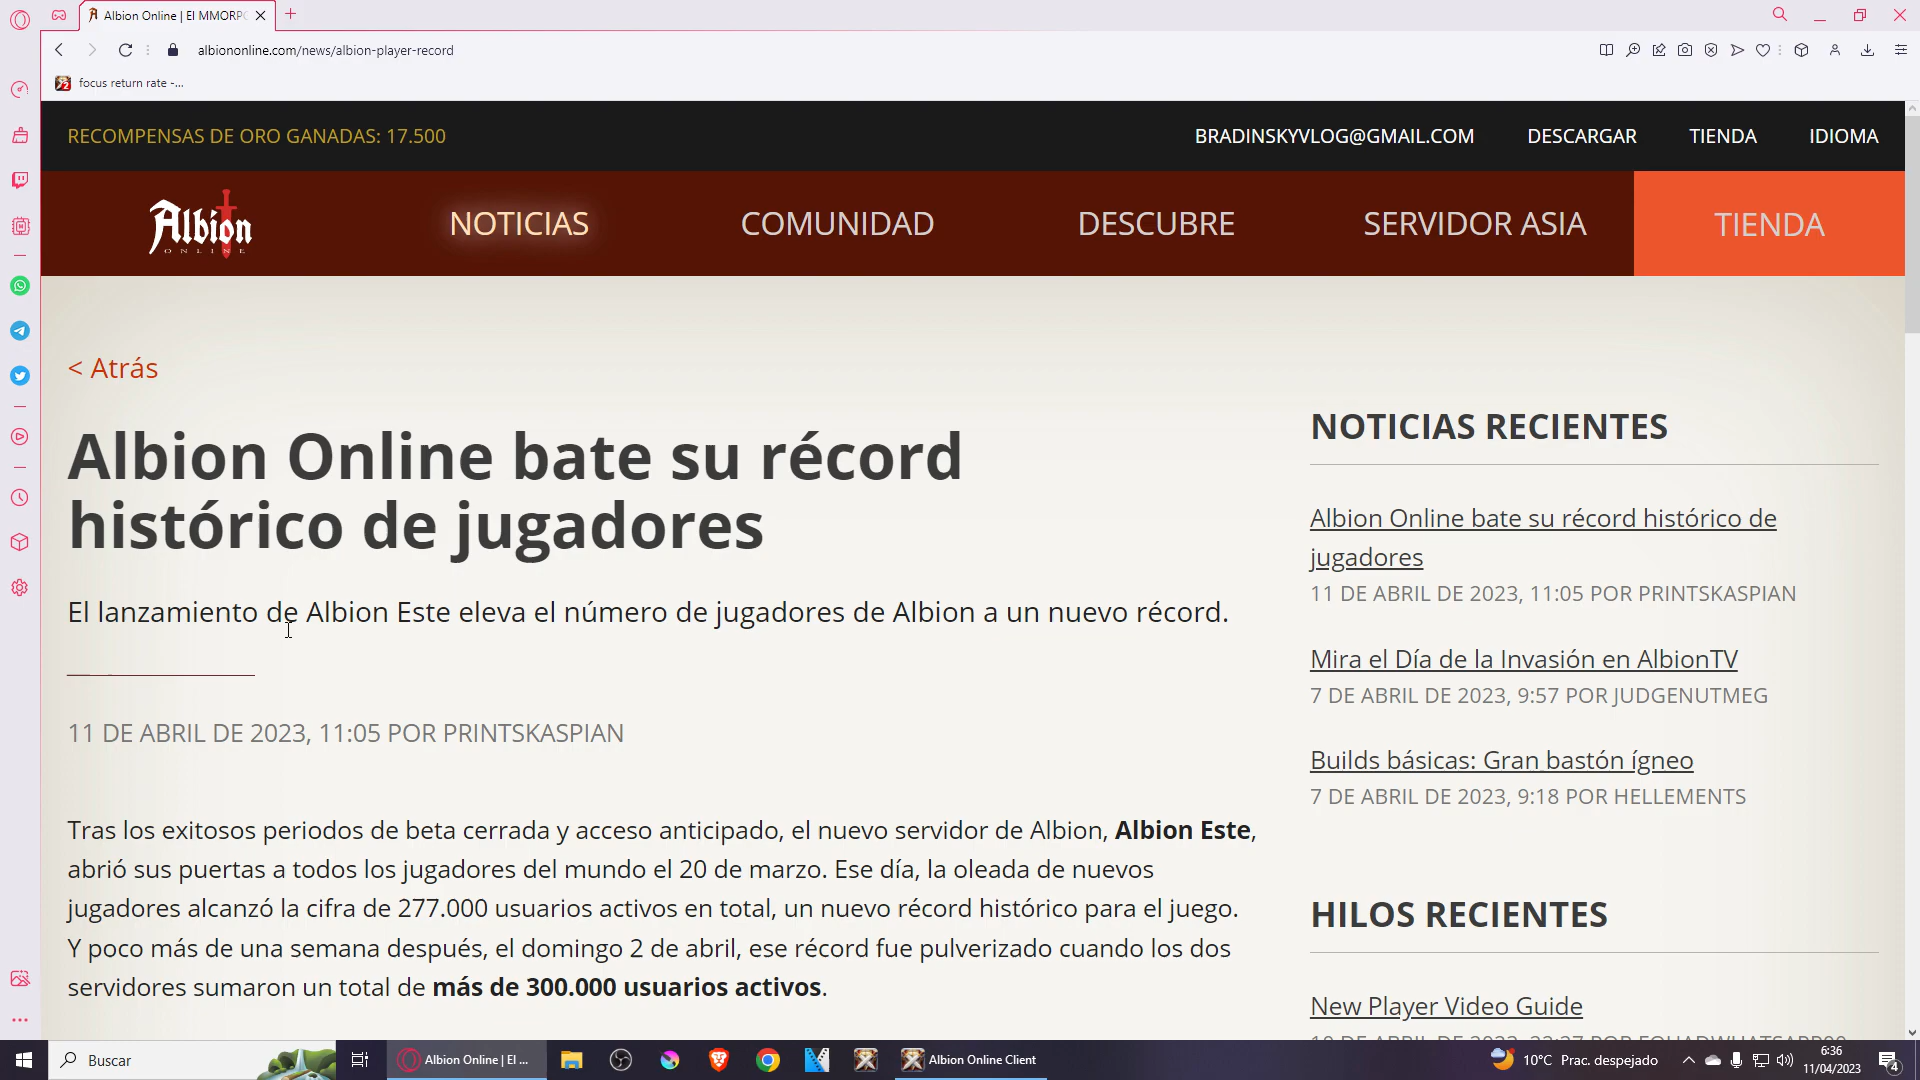 Albion Online | El MMORPG
albiononline.com/news/albion-player-record
focus return rate -...
RECOMPENSAS DE ORO GANADAS: 17.500
BRADINSKYVLOG@GMAIL.COM
DESCARGAR
TIENDA
IDIOMA
Albion
ONLINE
NOTICIAS
COMUNIDAD
DESCUBRE
SERVIDOR ASIA
TIENDA
< Atrás
Albion Online bate su récord
histórico de jugadores
El lanzamiento de Albion Este eleva el número de jugadores de Albion a un nuevo récord.
11 DE ABRIL DE 2023, 11:05 POR PRINTSKASPIAN
Tras los exitosos periodos de beta cerrada y acceso anticipado, el nuevo servidor de Albion, Albion Este,
abrió sus puertas a todos los jugadores del mundo el 20 de marzo. Ese día, la oleada de nuevos
jugadores alcanzó la cifra de 277.000 usuarios activos en total, un nuevo récord histórico para el juego.
Y poco más de una semana después, el domingo 2 de abril, ese récord fue pulverizado cuando los dos
servidores sumaron un total de más de 300.000 usuarios activos.
NOTICIAS RECIENTES
Albion Online bate su récord histórico de
jugadores
11 DE ABRIL DE 2023, 11:05 POR PRINTSKASPIAN
Mira el Día de la Invasión en AlbionTV
7 DE ABRIL DE 2023, 9:57 POR JUDGENUTMEG
Builds básicas: Gran bastón ígneo
7 DE ABRIL DE 2023, 9:18 POR HELLEMENTS
HILOS RECIENTES
New Player Video Guide
Buscar
Albion Online | El ...
Albion Online Client
10°C Prac. despejado
6:36
11/04/2023
4